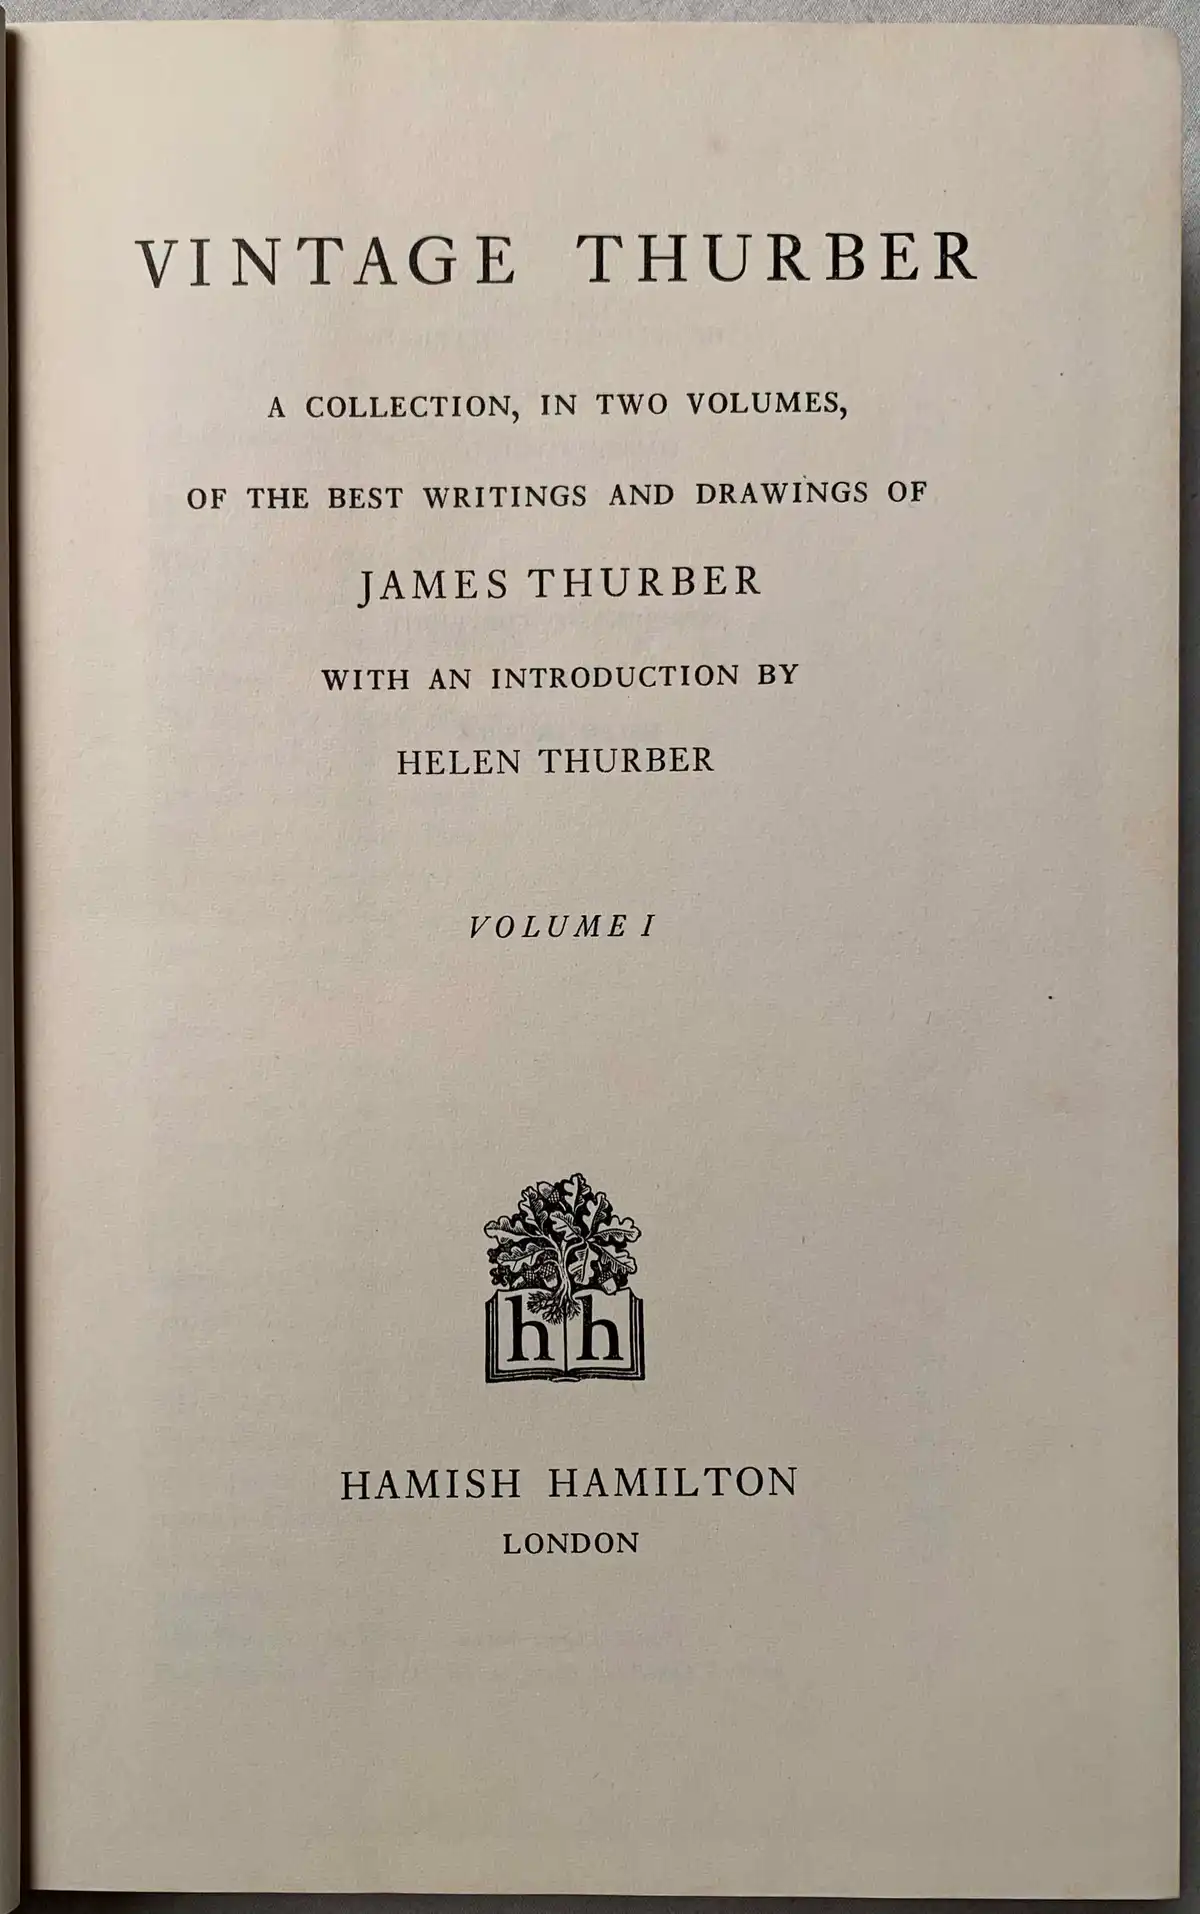 VINTAGE THURBER
A COLLECTION, IN TWO VOLUMES,
OF THE BEST WRITINGS AND DRAWINGS OF
JAMES THURBER
WITH AN INTRODUCTION BY
HELEN THURBER
VOLUME I
h h
HAMISH HAMILTON
LONDON